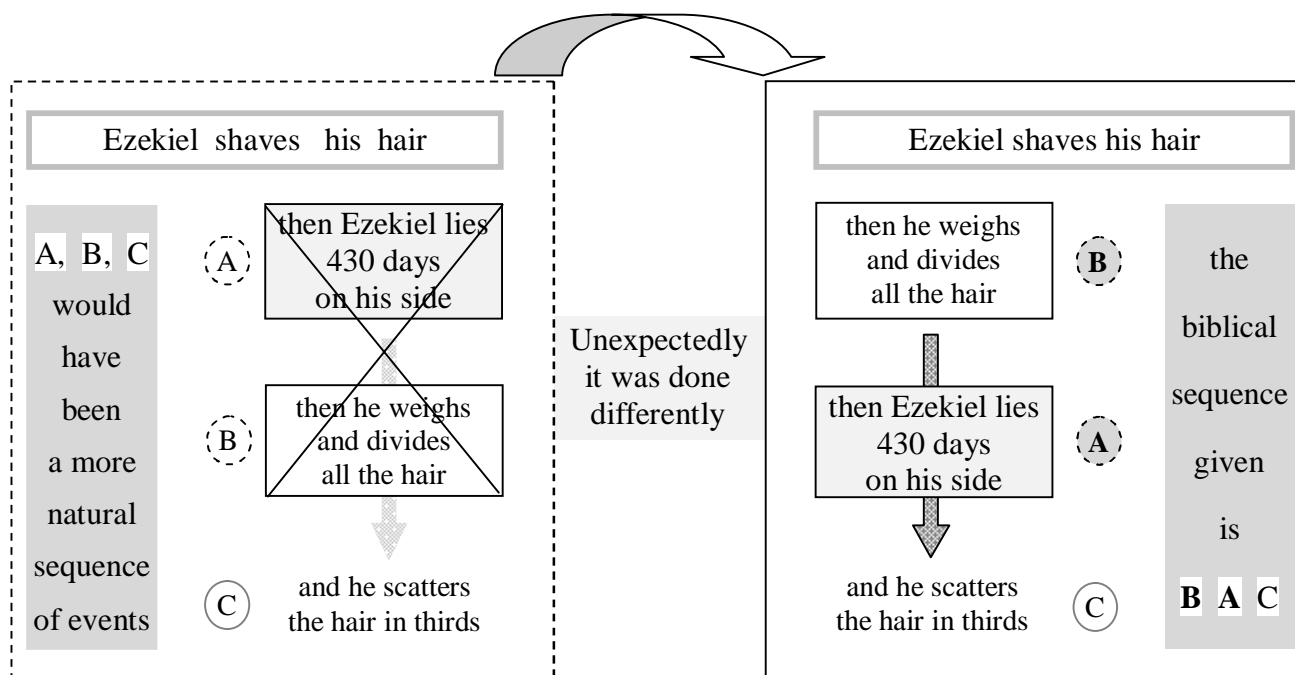 Ezekiel shaves his hair
A, B, C
would
have
been
a more
natural
sequence
of events
A
then Ezekiel lies
430 days
on his side
B
then he weighs
and divides
all the hair
C
and he scatters
the hair in thirds
Unexpectedly
it was done
differently
Ezekiel shaves his hair
then he weighs
and divides
all the hair
B
then Ezekiel lies
430 days
on his side
A
and he scatters
the hair in thirds
C
the
biblical
sequence
given
is
B A C